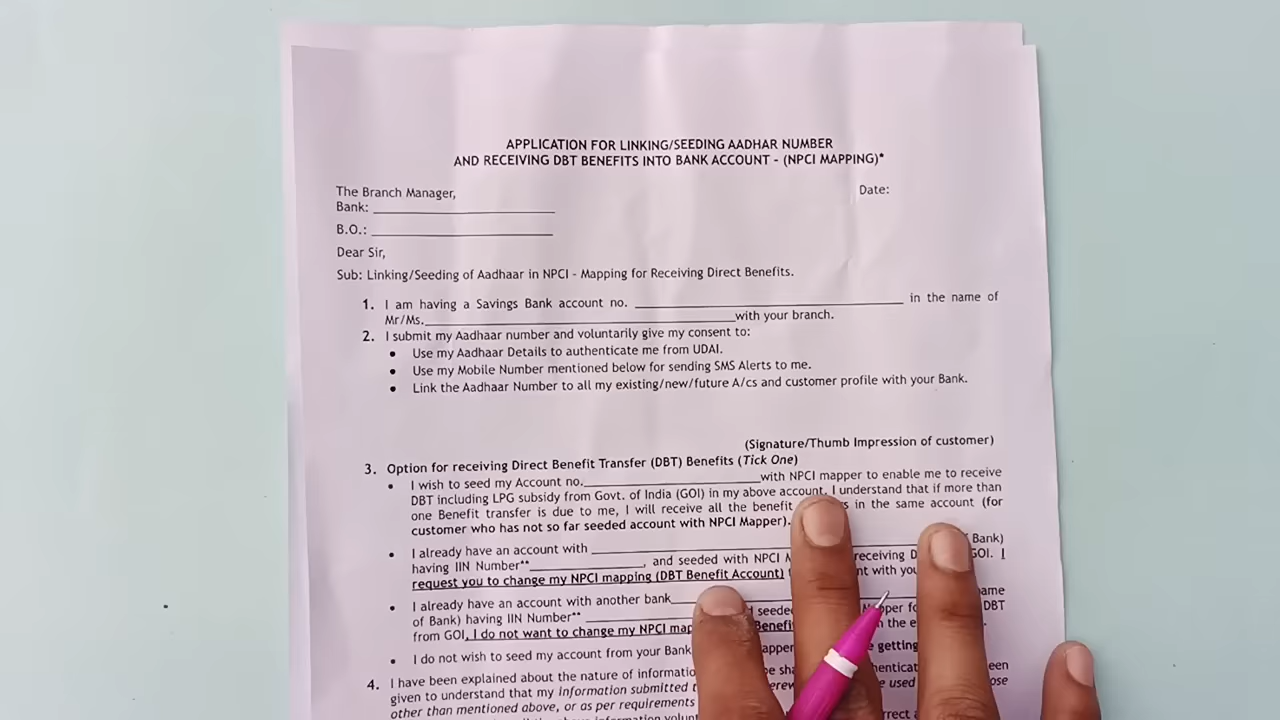 APPLICATION FOR LINKING/SEEDING AADHAR NUMBER
AND RECEIVING DBT BENEFITS INTO BANK ACCOUNT - (NPCI MAPPING)*
The Branch Manager,
Date:
Bank:
B.O.:
Dear Sir,
Sub: Linking/Seeding of Aadhaar in NPCI - Mapping for Receiving Direct Benefits.
1. I am having a Savings Bank account no. in the name of
Mr/Ms. with your branch.
2. I submit my Aadhaar number and voluntarily give my consent to:
• Use my Aadhaar Details to authenticate me from UDAI.
• Use my Mobile Number mentioned below for sending SMS Alerts to me.
• Link the Aadhaar Number to all my existing/new/future A/cs and customer profile with your Bank.
(Signature/Thumb Impression of customer)
3. Option for receiving Direct Benefit Transfer (DBT) Benefits (Tick One)
• I wish to seed my Account no. with NPCI mapper to enable me to receive
DBT including LPG subsidy from Govt. of India (GOI) in my above account. I understand that if more than
one Benefit transfer is due to me, I will receive all the benefit in the same account (for
customer who has not so far seeded account with NPCI Mapper).
• I already have an account with Bank)
having IIN Number** , and seeded with NPCI receiving GOI. I
request you to change my NPCI mapping (DBT Benefit Account) with
• I already have an account with another bank
of Bank) having IIN Number** DBT
from GOI, I do not want to change my NPCI in the
• I do not wish to seed my account from your Bank getting
4. I have been explained about the nature of be
given to understand that my information submitted used
other than mentioned above, or as per requirements